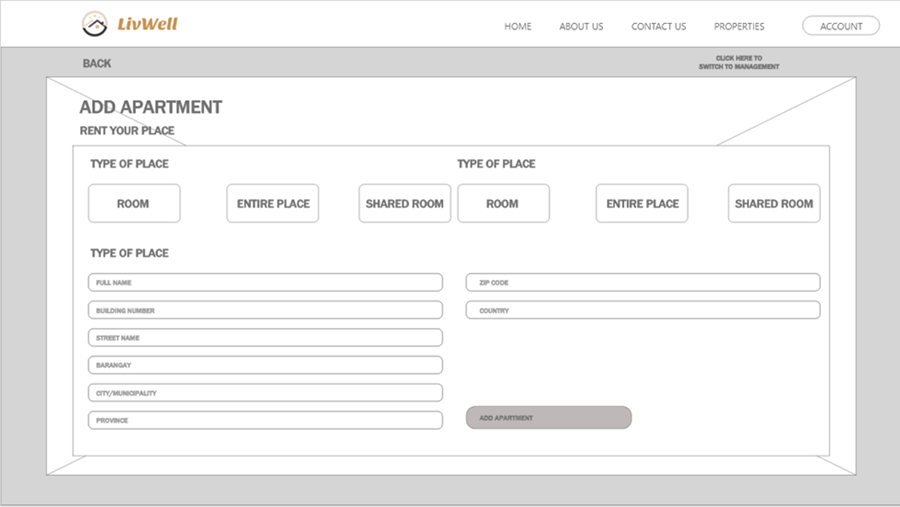 LivWell
HOME ABOUT US CONTACT US PROPERTIES ACCOUNT
BACK
CLICK HERE TO
SWITCH TO MANAGEMENT
ADD APARTMENT
RENT YOUR PLACE
TYPE OF PLACE TYPE OF PLACE
ROOM ENTIRE PLACE SHARED ROOM ROOM ENTIRE PLACE SHARED ROOM
TYPE OF PLACE
FULL NAME ZIP CODE
BUILDING NUMBER COUNTRY
STREET NAME
BARANGAY
CITY/MUNICIPALITY
PROVINCE ADD APARTMENT